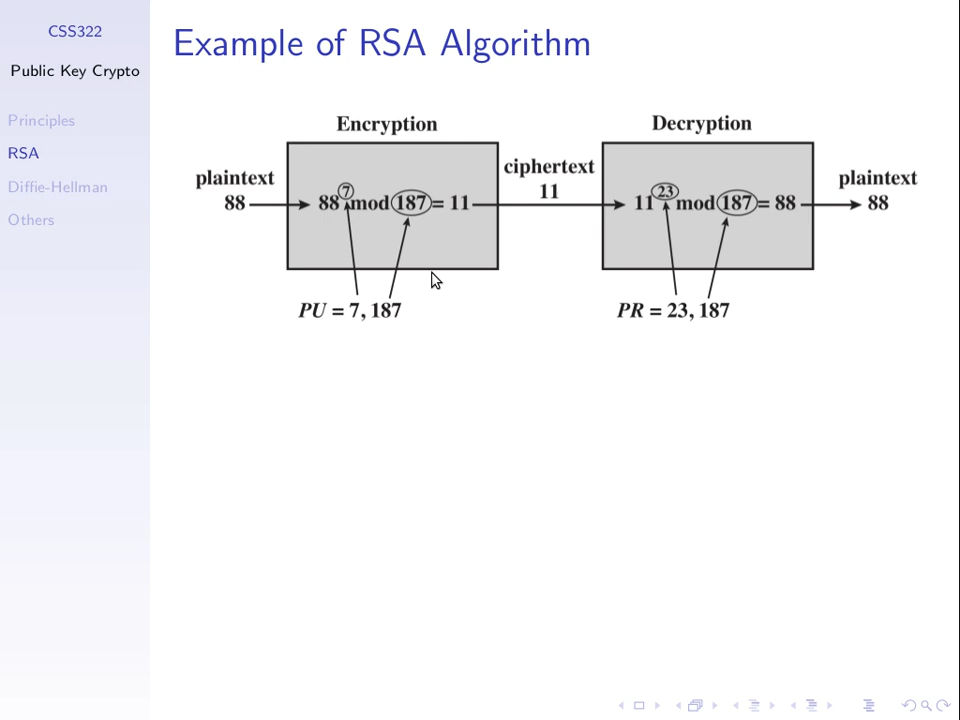 CSS322
Public Key Crypto
Principles
RSA
Diffie-Hellman
Others
Example of RSA Algorithm
Encryption
Decryption
plaintext
88
88^7 mod 187 = 11
ciphertext
11
11^23 mod 187 = 88
plaintext
88
PU = 7, 187
PR = 23, 187